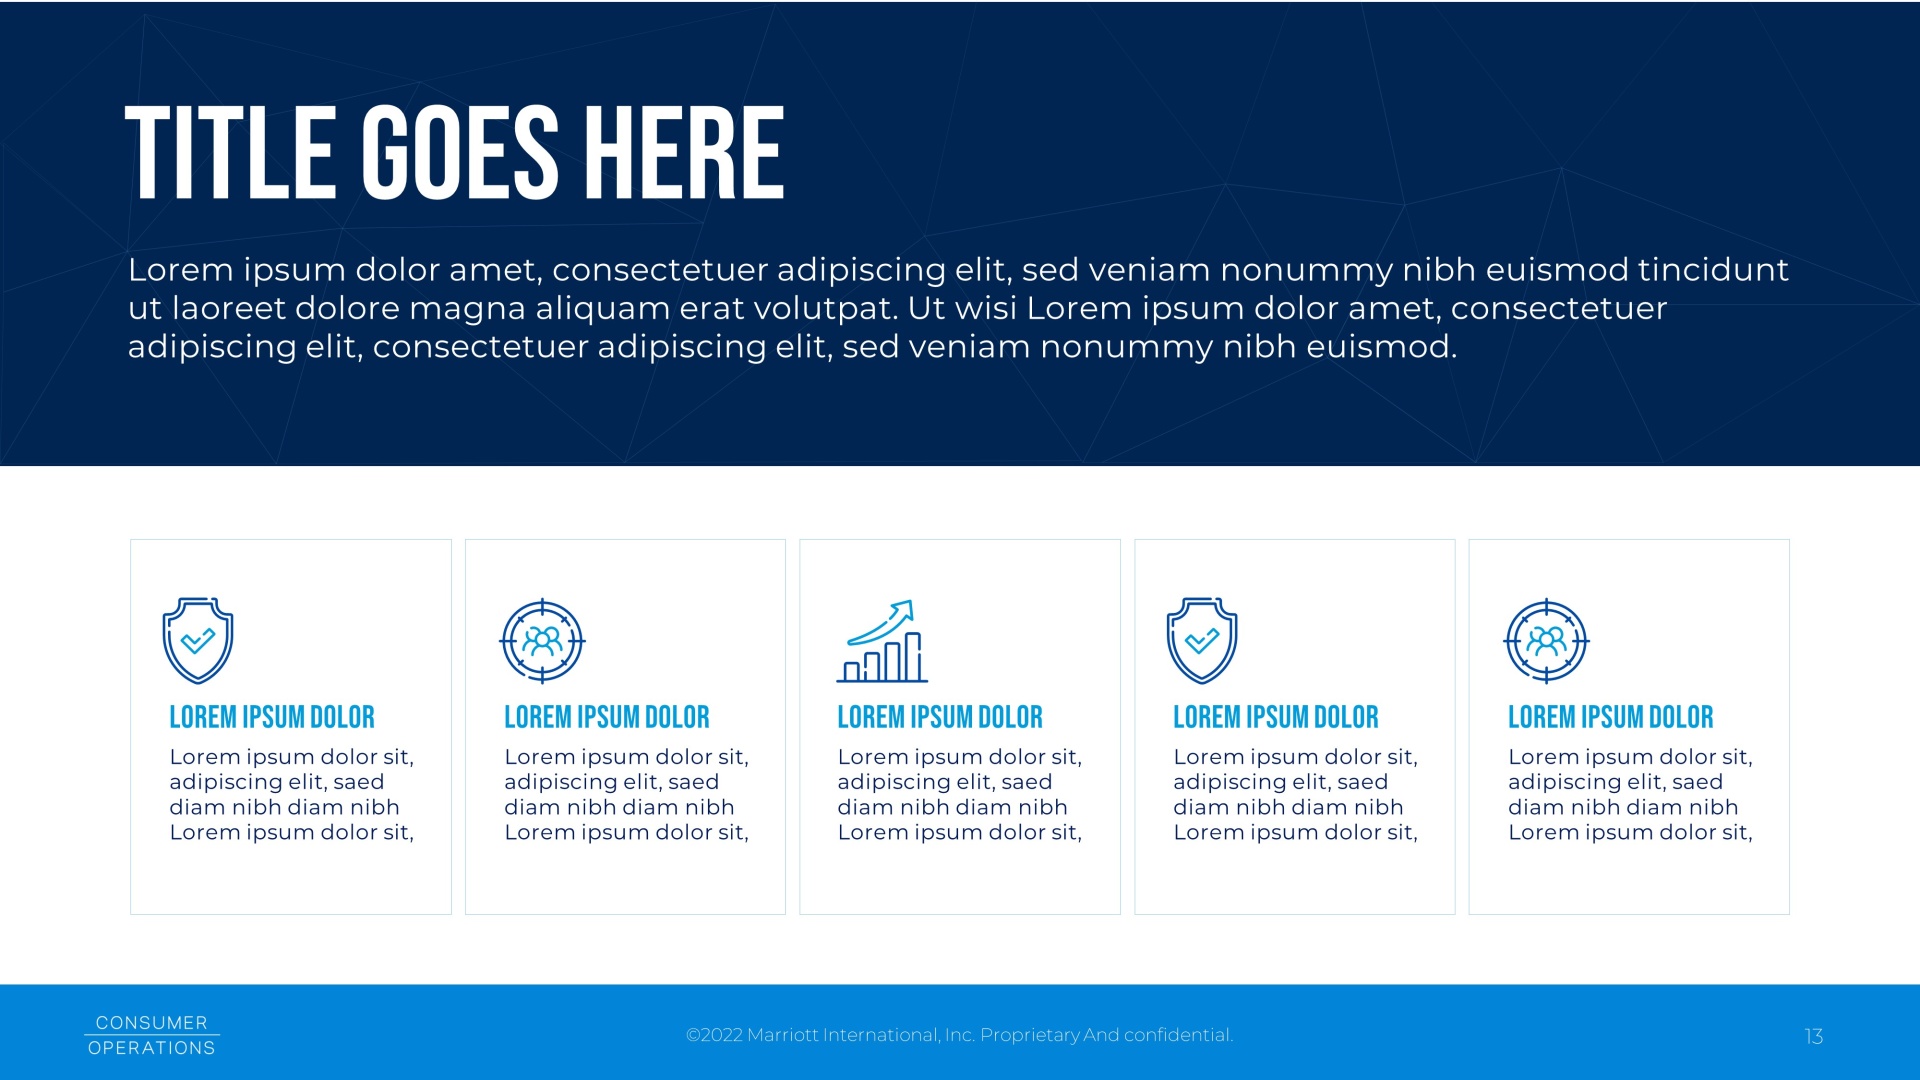 TITLE GOES HERE
Lorem ipsum dolor amet, consectetuer adipiscing elit, sed veniam nonummy nibh euismod tincidunt
ut laoreet dolore magna aliquam erat volutpat. Ut wisi Lorem ipsum dolor amet, consectetuer
adipiscing elit, consectetuer adipiscing elit, sed veniam nonummy nibh euismod.
LOREM IPSUM DOLOR
Lorem ipsum dolor sit,
adipiscing elit, saed
diam nibh diam nibh
Lorem ipsum dolor sit,
LOREM IPSUM DOLOR
Lorem ipsum dolor sit,
adipiscing elit, saed
diam nibh diam nibh
Lorem ipsum dolor sit,
LOREM IPSUM DOLOR
Lorem ipsum dolor sit,
adipiscing elit, saed
diam nibh diam nibh
Lorem ipsum dolor sit,
LOREM IPSUM DOLOR
Lorem ipsum dolor sit,
adipiscing elit, saed
diam nibh diam nibh
Lorem ipsum dolor sit,
LOREM IPSUM DOLOR
Lorem ipsum dolor sit,
adipiscing elit, saed
diam nibh diam nibh
Lorem ipsum dolor sit,
CONSUMER
OPERATIONS
©2022 Marriott International, Inc. Proprietary And confidential.
13